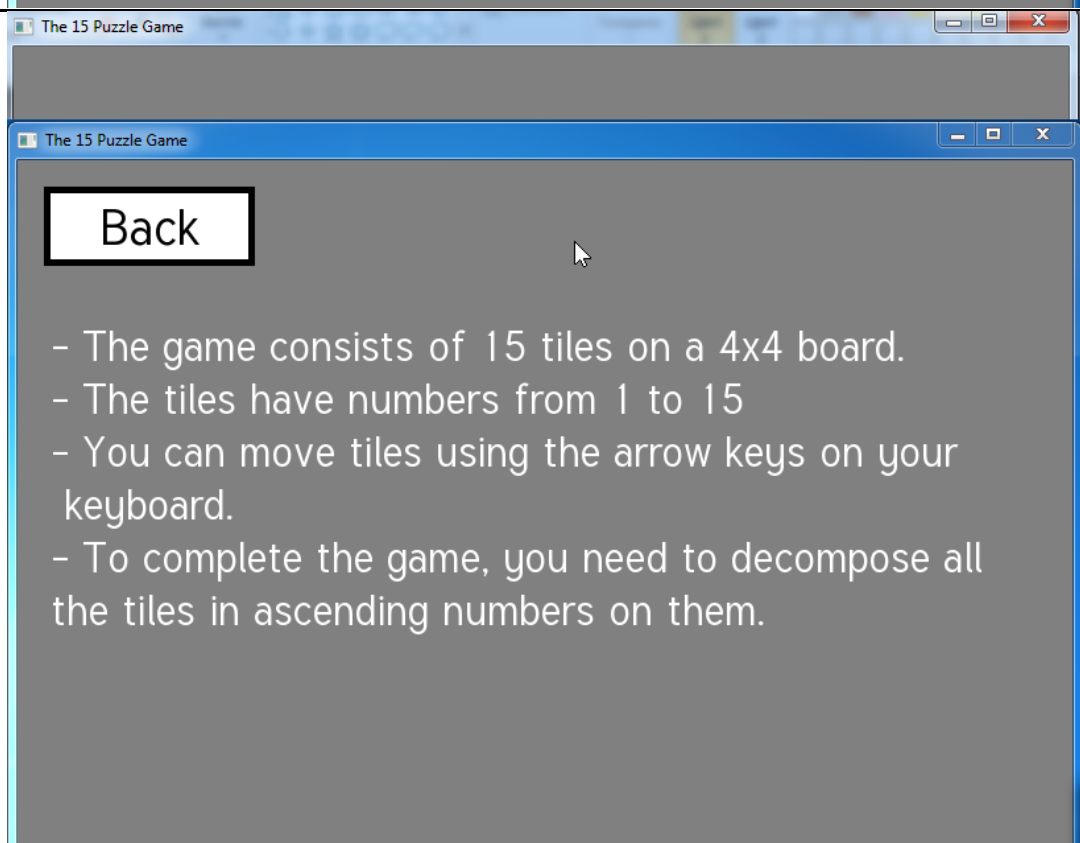 The 15 Puzzle Game
The 15 Puzzle Game
Back
- The game consists of 15 tiles on a 4x4 board.
- The tiles have numbers from 1 to 15
- You can move tiles using the arrow keys on your
keyboard.
- To complete the game, you need to decompose all
the tiles in ascending numbers on them.